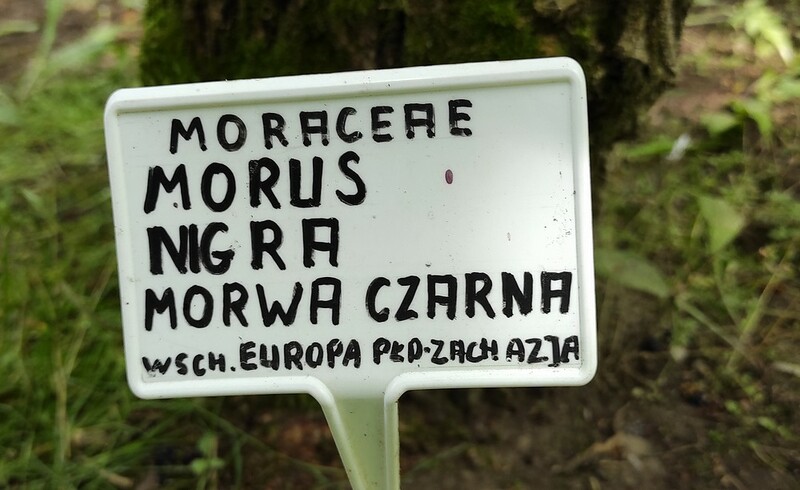 MORACEAE
MORUS
NIGRA
MORWA CZARNA
WSCH. EUROPA PŁD-ZACH AZJA